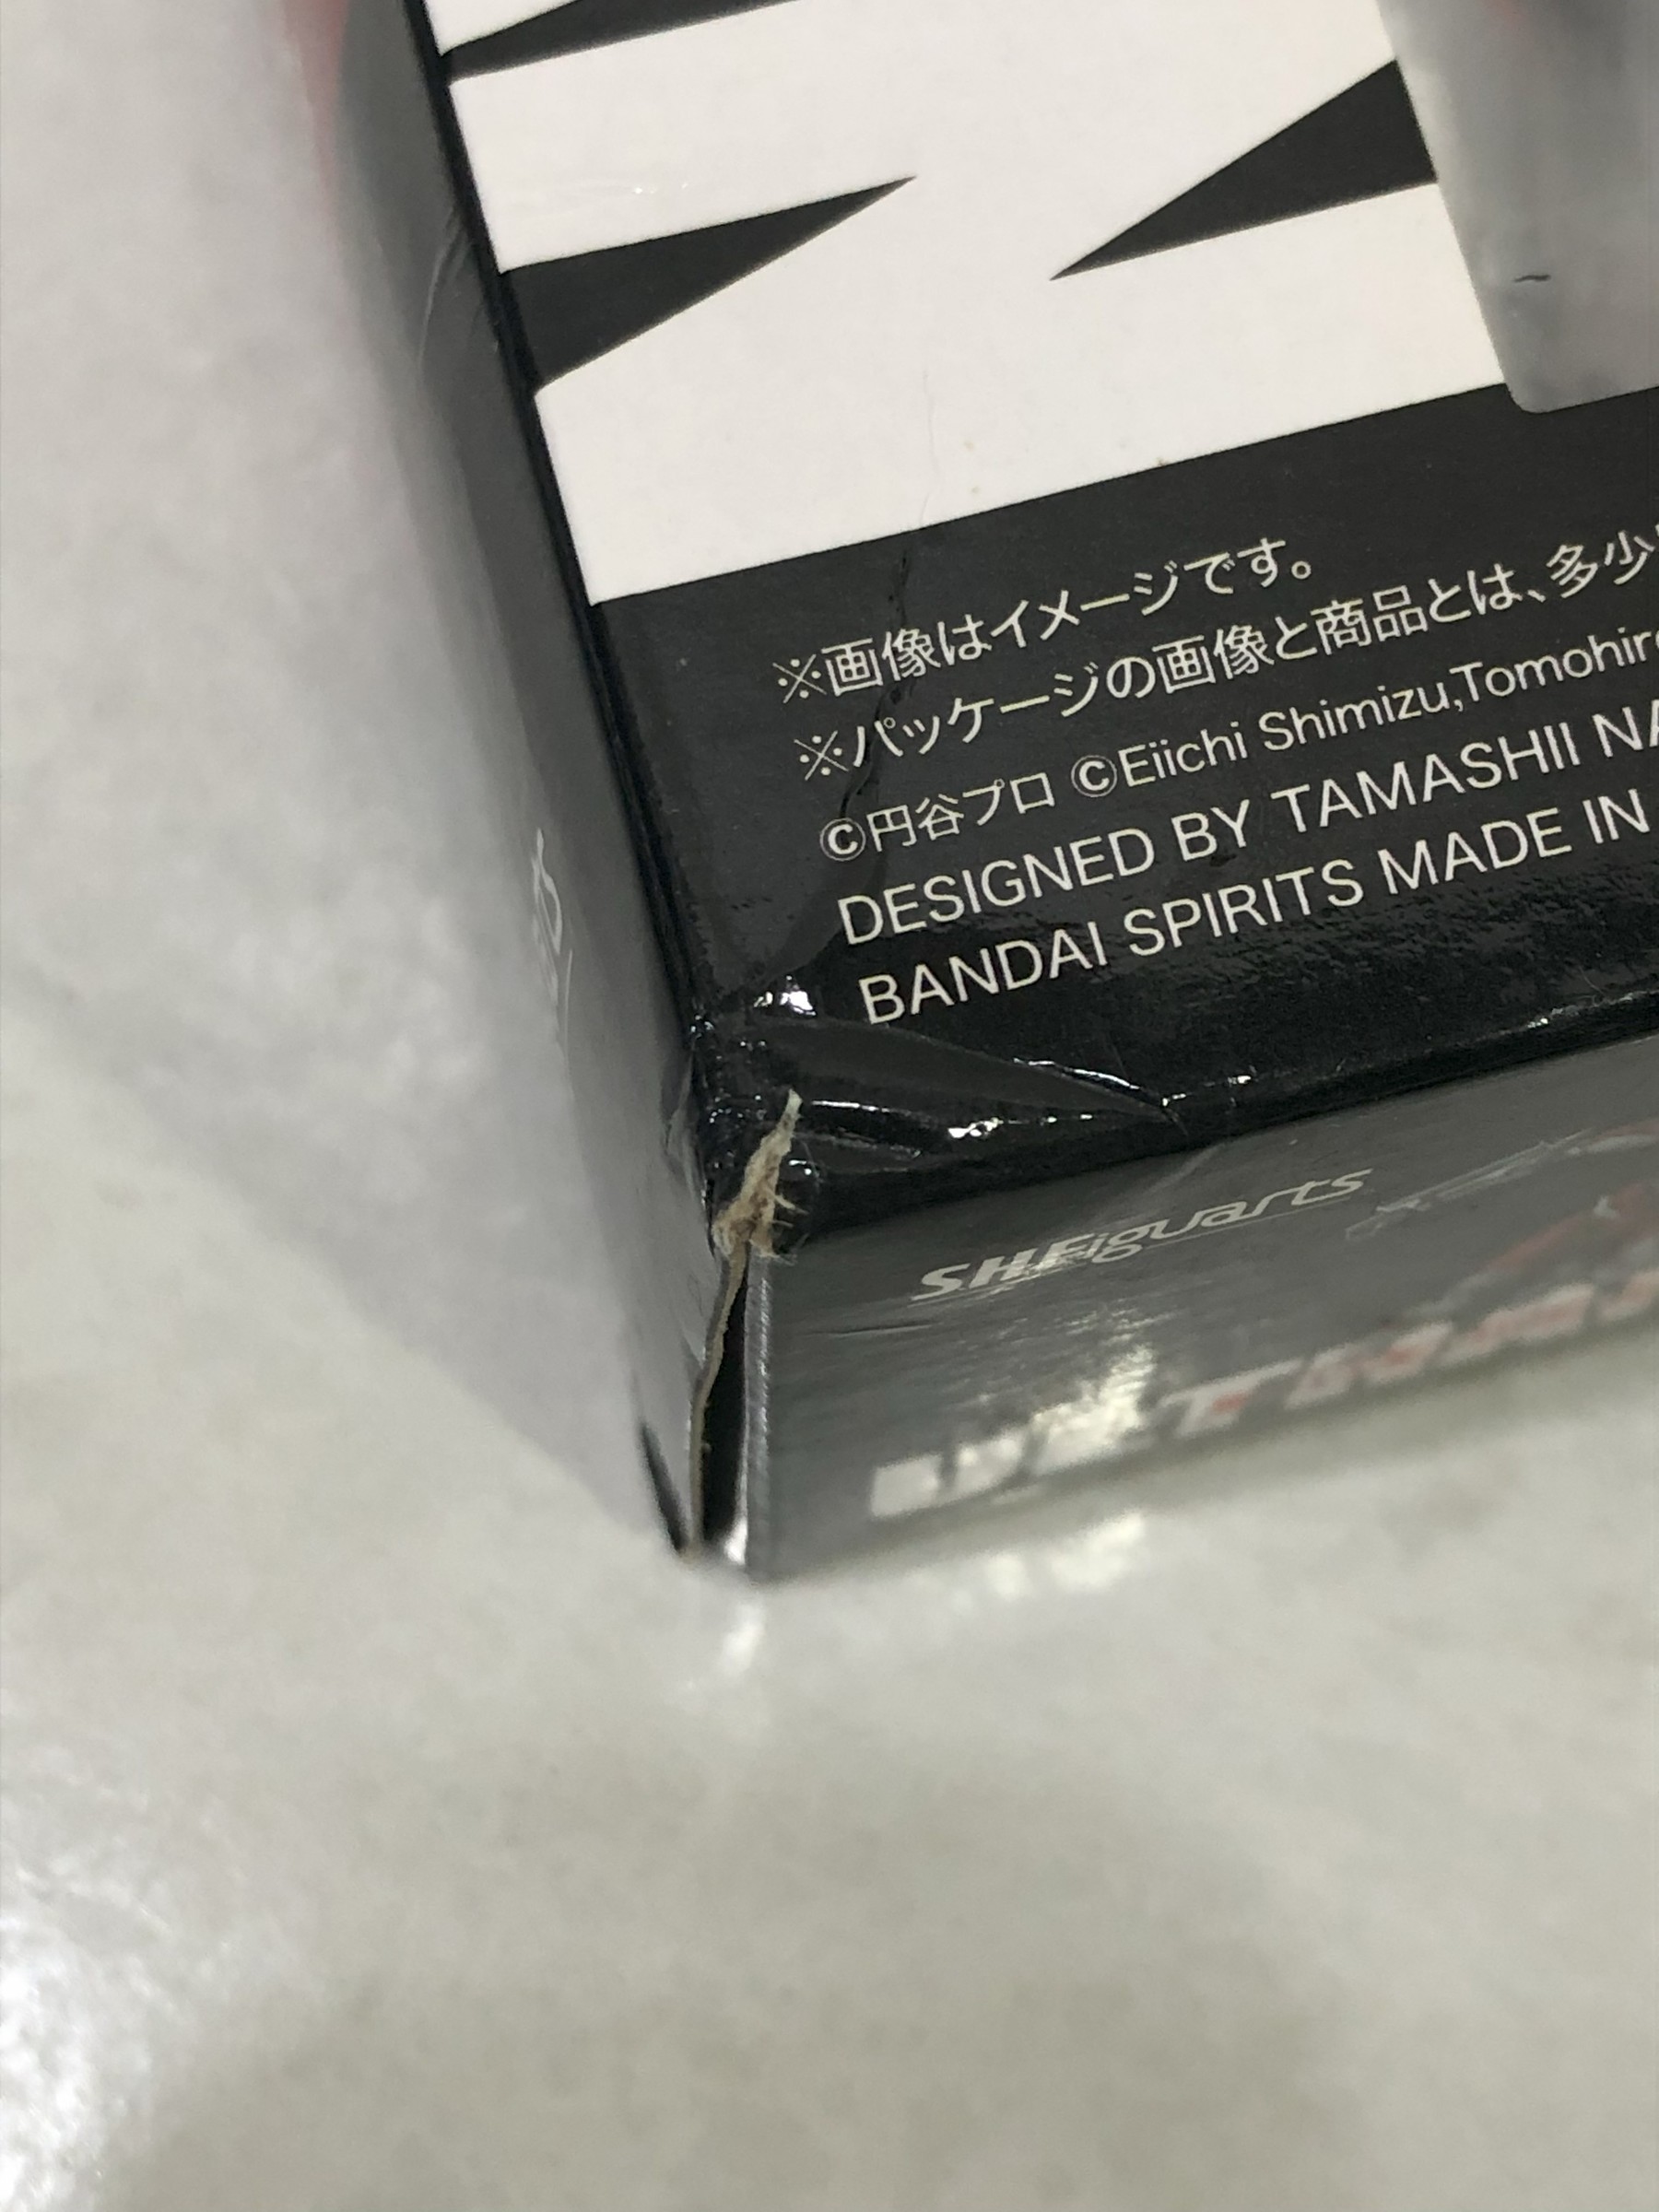 ※画像はイメージです。
※パッケージの画像と商品とは、多少
©円谷プロ ©Eiichi Shimizu,Tomohiro
DESIGNED BY TAMASHII NA
BANDAI SPIRITS MADE IN
S.H.Figuarts